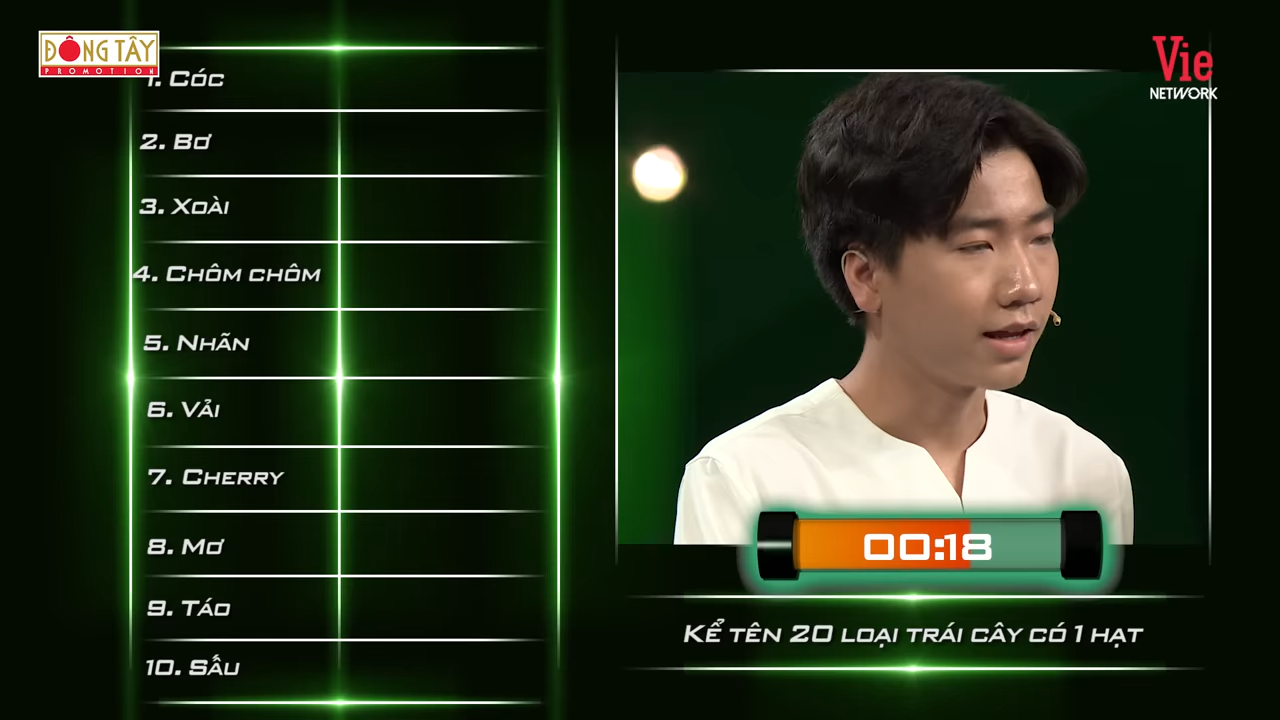 ĐÔNG TÂY
PROMOTION
1. Cóc
2. Bơ
3. Xoài
4. Chôm chôm
5. Nhãn
6. Vải
7. Cherry
8. Mơ
9. Táo
10. Sấu
Vie
NETWORK
00:18
Kể tên 20 loại trái cây có 1 hạt